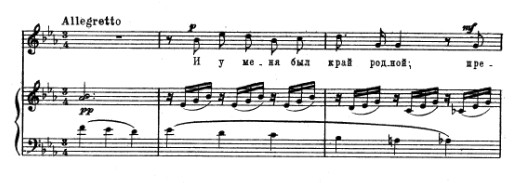 Allegretto
p mf
И у ме-ня был край род-ной; пре-
pp